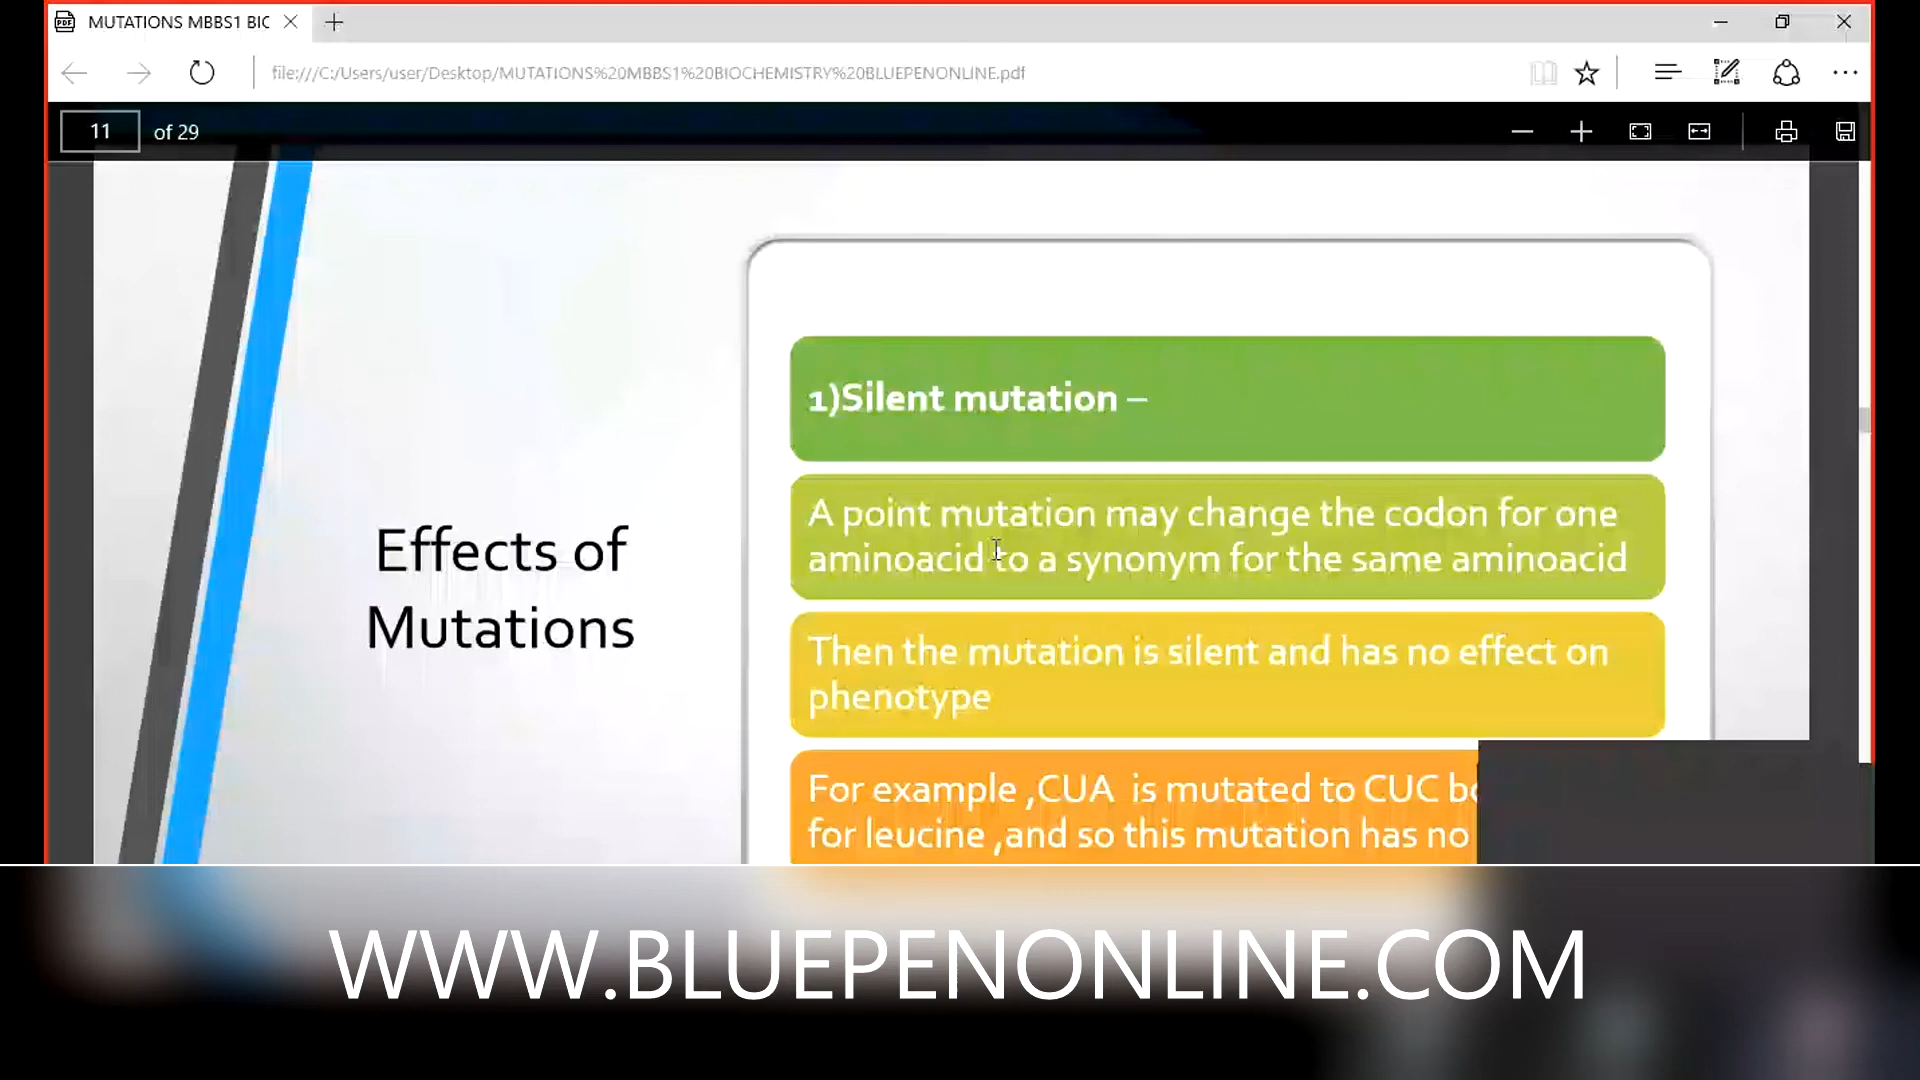 MUTATIONS MBBS1 BIC
file:///C:/Users/user/Desktop/MUTATIONS%20MBBS1%20BIOCHEMISTRY%20BLUEPENONLINE.pdf
11 of 29
Effects of
Mutations
1)Silent mutation –
A point mutation may change the codon for one
aminoacid to a synonym for the same aminoacid
Then the mutation is silent and has no effect on
phenotype
For example ,CUA is mutated to CUC
for leucine ,and so this mutation has no
WWW.BLUEPENONLINE.COM